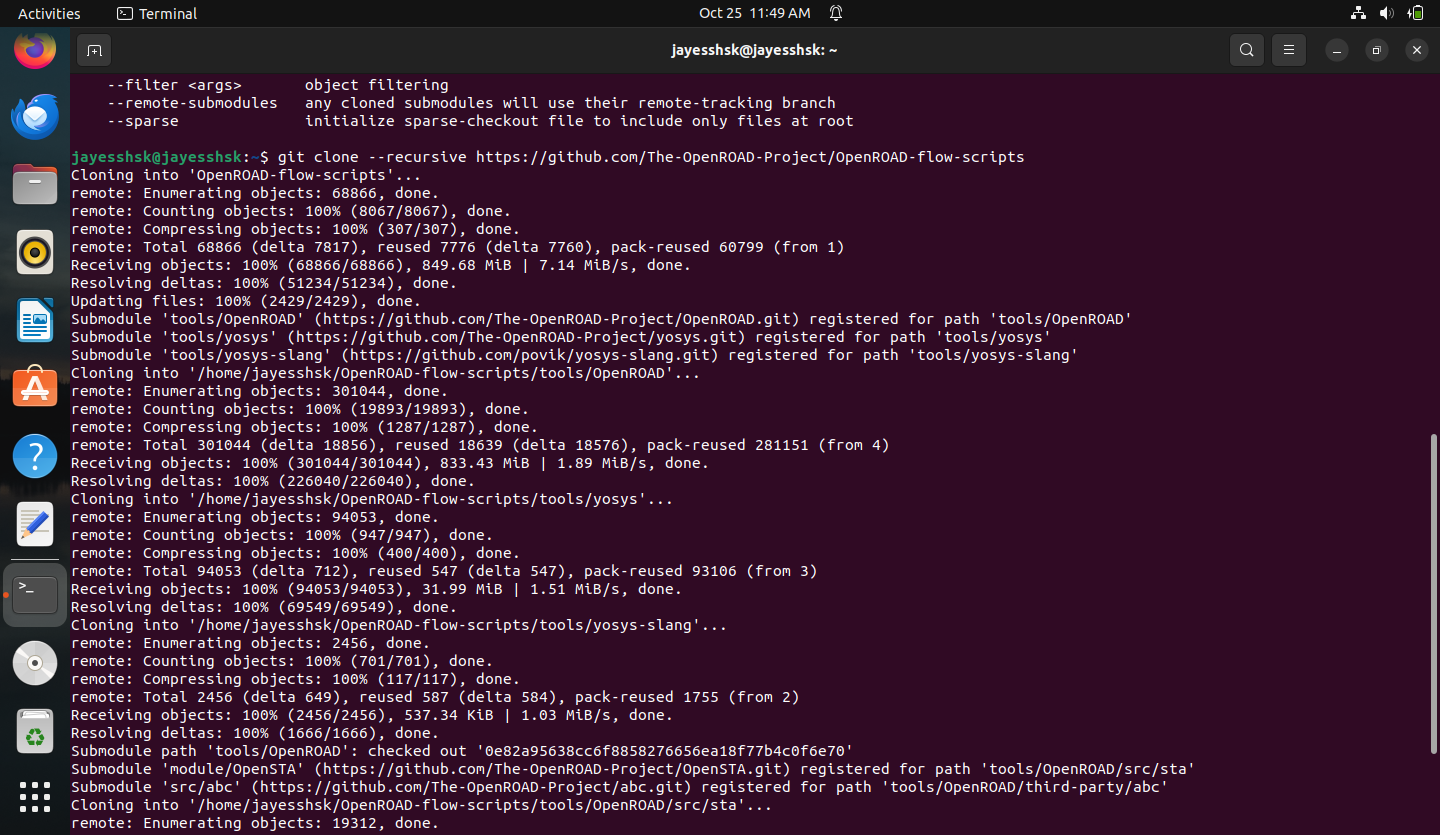 Activities
Terminal
Oct 25 11:49 AM
jayesshsk@jayesshsk: ~
--filter <args> object filtering
--remote-submodules any cloned submodules will use their remote-tracking branch
--sparse initialize sparse-checkout file to include only files at root
jayesshsk@jayesshsk:~$ git clone --recursive https://github.com/The-OpenROAD-Project/OpenROAD-flow-scripts
Cloning into 'OpenROAD-flow-scripts'...
remote: Enumerating objects: 68866, done.
remote: Counting objects: 100% (8067/8067), done.
remote: Compressing objects: 100% (307/307), done.
remote: Total 68866 (delta 7817), reused 7776 (delta 7760), pack-reused 60799 (from 1)
Receiving objects: 100% (68866/68866), 849.68 MiB | 7.14 MiB/s, done.
Resolving deltas: 100% (51234/51234), done.
Updating files: 100% (2429/2429), done.
Submodule 'tools/OpenROAD' (https://github.com/The-OpenROAD-Project/OpenROAD.git) registered for path 'tools/OpenROAD'
Submodule 'tools/yosys' (https://github.com/The-OpenROAD-Project/yosys.git) registered for path 'tools/yosys'
Submodule 'tools/yosys-slang' (https://github.com/povik/yosys-slang.git) registered for path 'tools/yosys-slang'
Cloning into '/home/jayesshsk/OpenROAD-flow-scripts/tools/OpenROAD'...
remote: Enumerating objects: 301044, done.
remote: Counting objects: 100% (19893/19893), done.
remote: Compressing objects: 100% (1287/1287), done.
remote: Total 301044 (delta 18856), reused 18639 (delta 18576), pack-reused 281151 (from 4)
Receiving objects: 100% (301044/301044), 833.43 MiB | 1.89 MiB/s, done.
Resolving deltas: 100% (226040/226040), done.
Cloning into '/home/jayesshsk/OpenROAD-flow-scripts/tools/yosys'...
remote: Enumerating objects: 94053, done.
remote: Counting objects: 100% (947/947), done.
remote: Compressing objects: 100% (400/400), done.
remote: Total 94053 (delta 712), reused 547 (delta 547), pack-reused 93106 (from 3)
Receiving objects: 100% (94053/94053), 31.99 MiB | 1.51 MiB/s, done.
Resolving deltas: 100% (69549/69549), done.
Cloning into '/home/jayesshsk/OpenROAD-flow-scripts/tools/yosys-slang'...
remote: Enumerating objects: 2456, done.
remote: Counting objects: 100% (701/701), done.
remote: Compressing objects: 100% (117/117), done.
remote: Total 2456 (delta 649), reused 587 (delta 584), pack-reused 1755 (from 2)
Receiving objects: 100% (2456/2456), 537.34 KiB | 1.03 MiB/s, done.
Resolving deltas: 100% (1666/1666), done.
Submodule path 'tools/OpenROAD': checked out '0e82a95638cc6f8858276656ea18f77b4c0f6e70'
Submodule 'module/OpenSTA' (https://github.com/The-OpenROAD-Project/OpenSTA.git) registered for path 'tools/OpenROAD/src/sta'
Submodule 'src/abc' (https://github.com/The-OpenROAD-Project/abc.git) registered for path 'tools/OpenROAD/third-party/abc'
Cloning into '/home/jayesshsk/OpenROAD-flow-scripts/tools/OpenROAD/src/sta'...
remote: Enumerating objects: 19312, done.